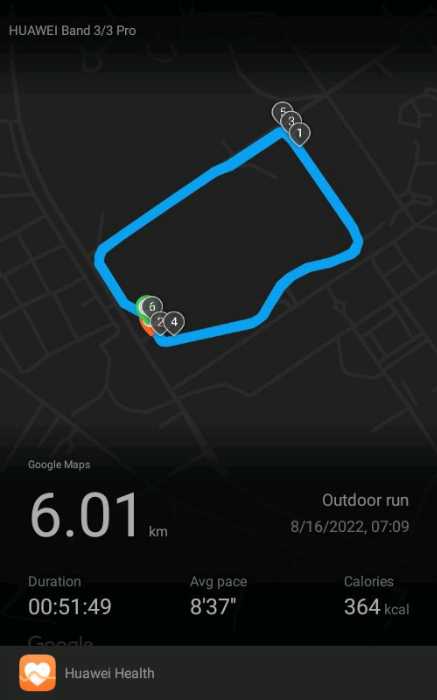 HUAWEI Band 3/3 Pro
5
3
1
6
2
4
Google Maps
6.01 km
Outdoor run
8/16/2022, 07:09
Duration
Avg pace
Calories
00:51:49
8'37"
364 kcal
Google
Huawei Health